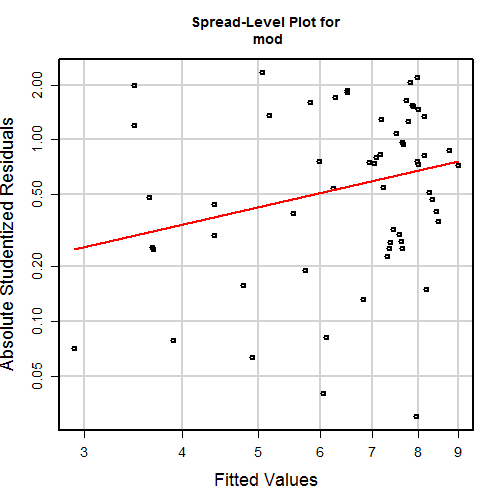 Spread-Level Plot for
mod
Absolute Studentized Residuals
2.00
1.00
0.50
0.20
0.10
0.05
3 4 5 6 7 8 9
Fitted Values